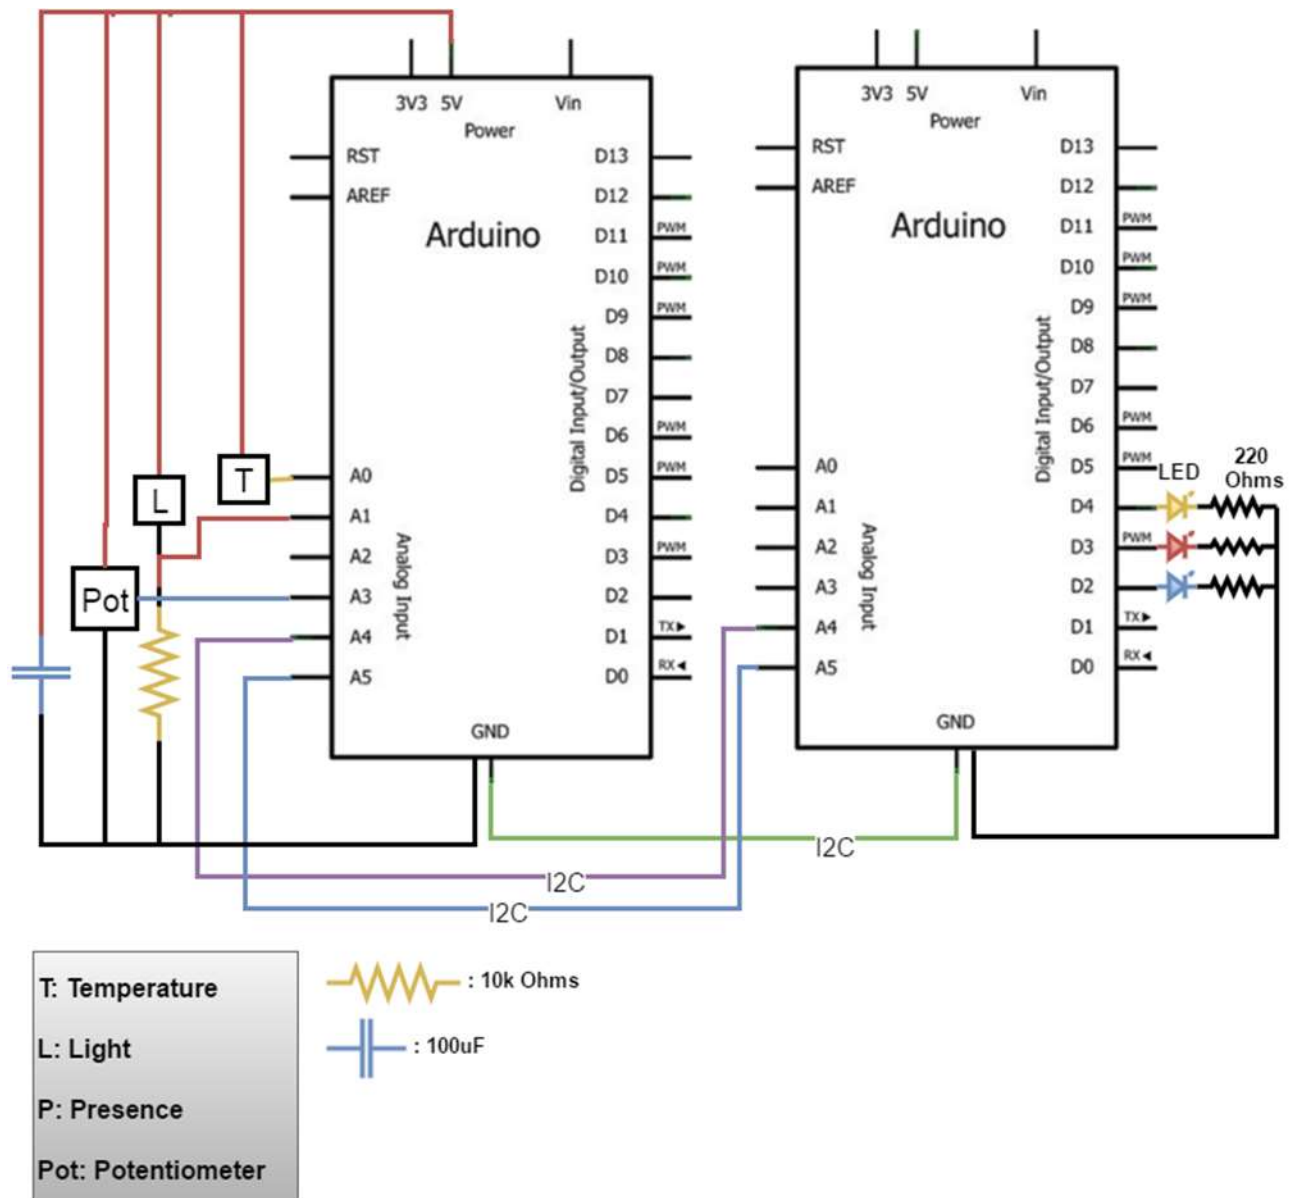 3V3 5V Vin
Power
RST D13
AREF D12
Arduino
D11 PWM
D10 PWM
D9 PWM
D8
D7
D6 PWM
A0 D5 PWM
A1 D4
A2 D3 PWM
A3 D2
A4 D1 TX▶
A5 D0 RX◀
Digital Input/Output
Analog Input
GND
T
L
Pot
3V3 5V Vin
Power
RST D13
AREF D12
Arduino
D11 PWM
D10 PWM
D9 PWM
D8
D7
D6 PWM
A0 D5 PWM
A1 D4
A2 D3 PWM
A3 D2
A4 D1 TX▶
A5 D0 RX◀
Digital Input/Output
Analog Input
GND
LED
220
Ohms
I2C
I2C
I2C
T: Temperature
L: Light
P: Presence
Pot: Potentiometer
: 10k Ohms
: 100uF